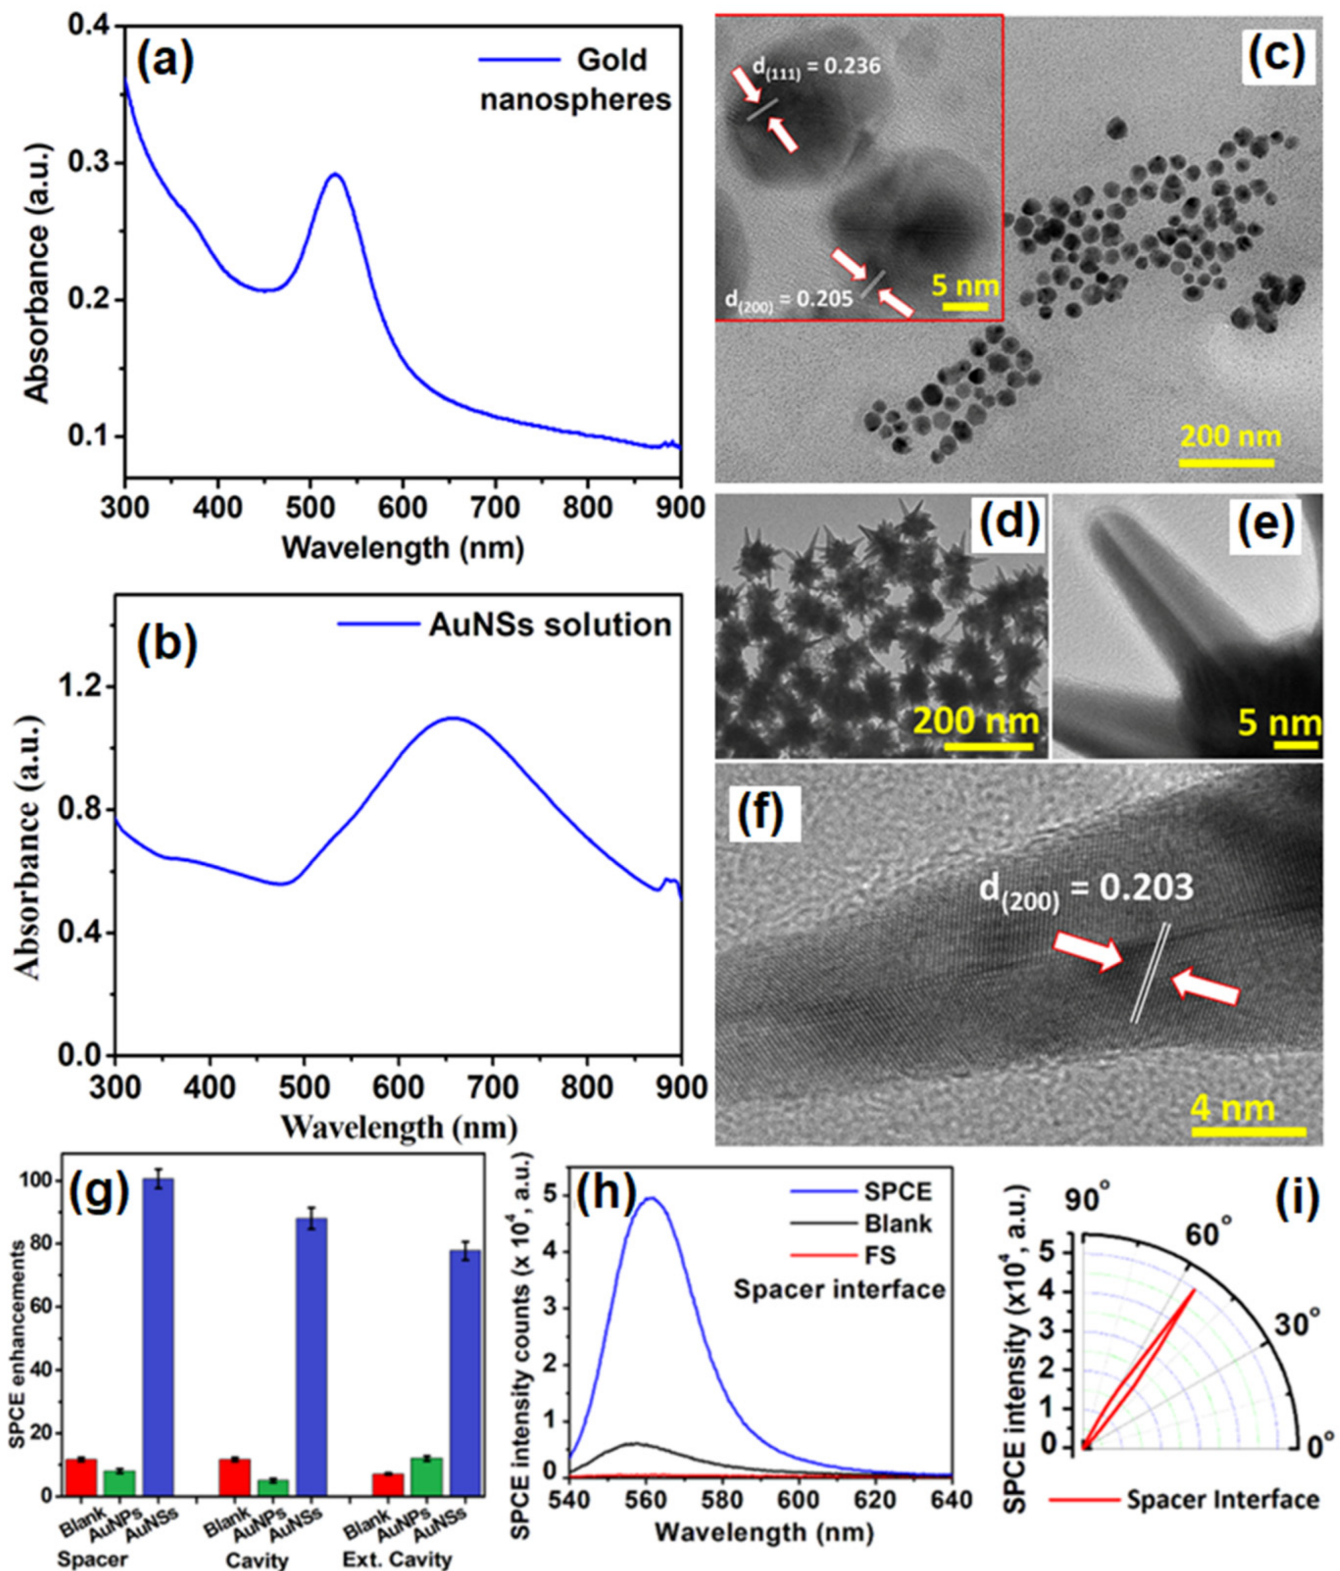 (a)
Gold
nanospheres
0.4
0.3
0.2
0.1
Absorbance (a.u.)
300 400 500 600 700 800 900
Wavelength (nm)
(b)
AuNSs solution
1.2
0.8
0.4
0.0
Absorbance (a.u.)
300 400 500 600 700 800 900
Wavelength (nm)
(c)
d(111) = 0.236
d(200) = 0.205
5 nm
200 nm
(d)
200 nm
(e)
5 nm
(f)
d(200) = 0.203
4 nm
(g)
100
80
60
40
20
0
SPCE enhancements
Blank AuNPs AuNSs Blank AuNPs AuNSs Blank AuNPs AuNSs
Spacer Cavity Ext. Cavity
(h)
SPCE
Blank
FS
Spacer interface
5
4
3
2
1
0
SPCE intensity counts (x 10⁴, a.u.)
540 560 580 600 620 640
Wavelength (nm)
(i)
90°
60°
30°
0°
5
4
3
2
1
0
SPCE intensity (x10⁴, a.u.)
Spacer Interface